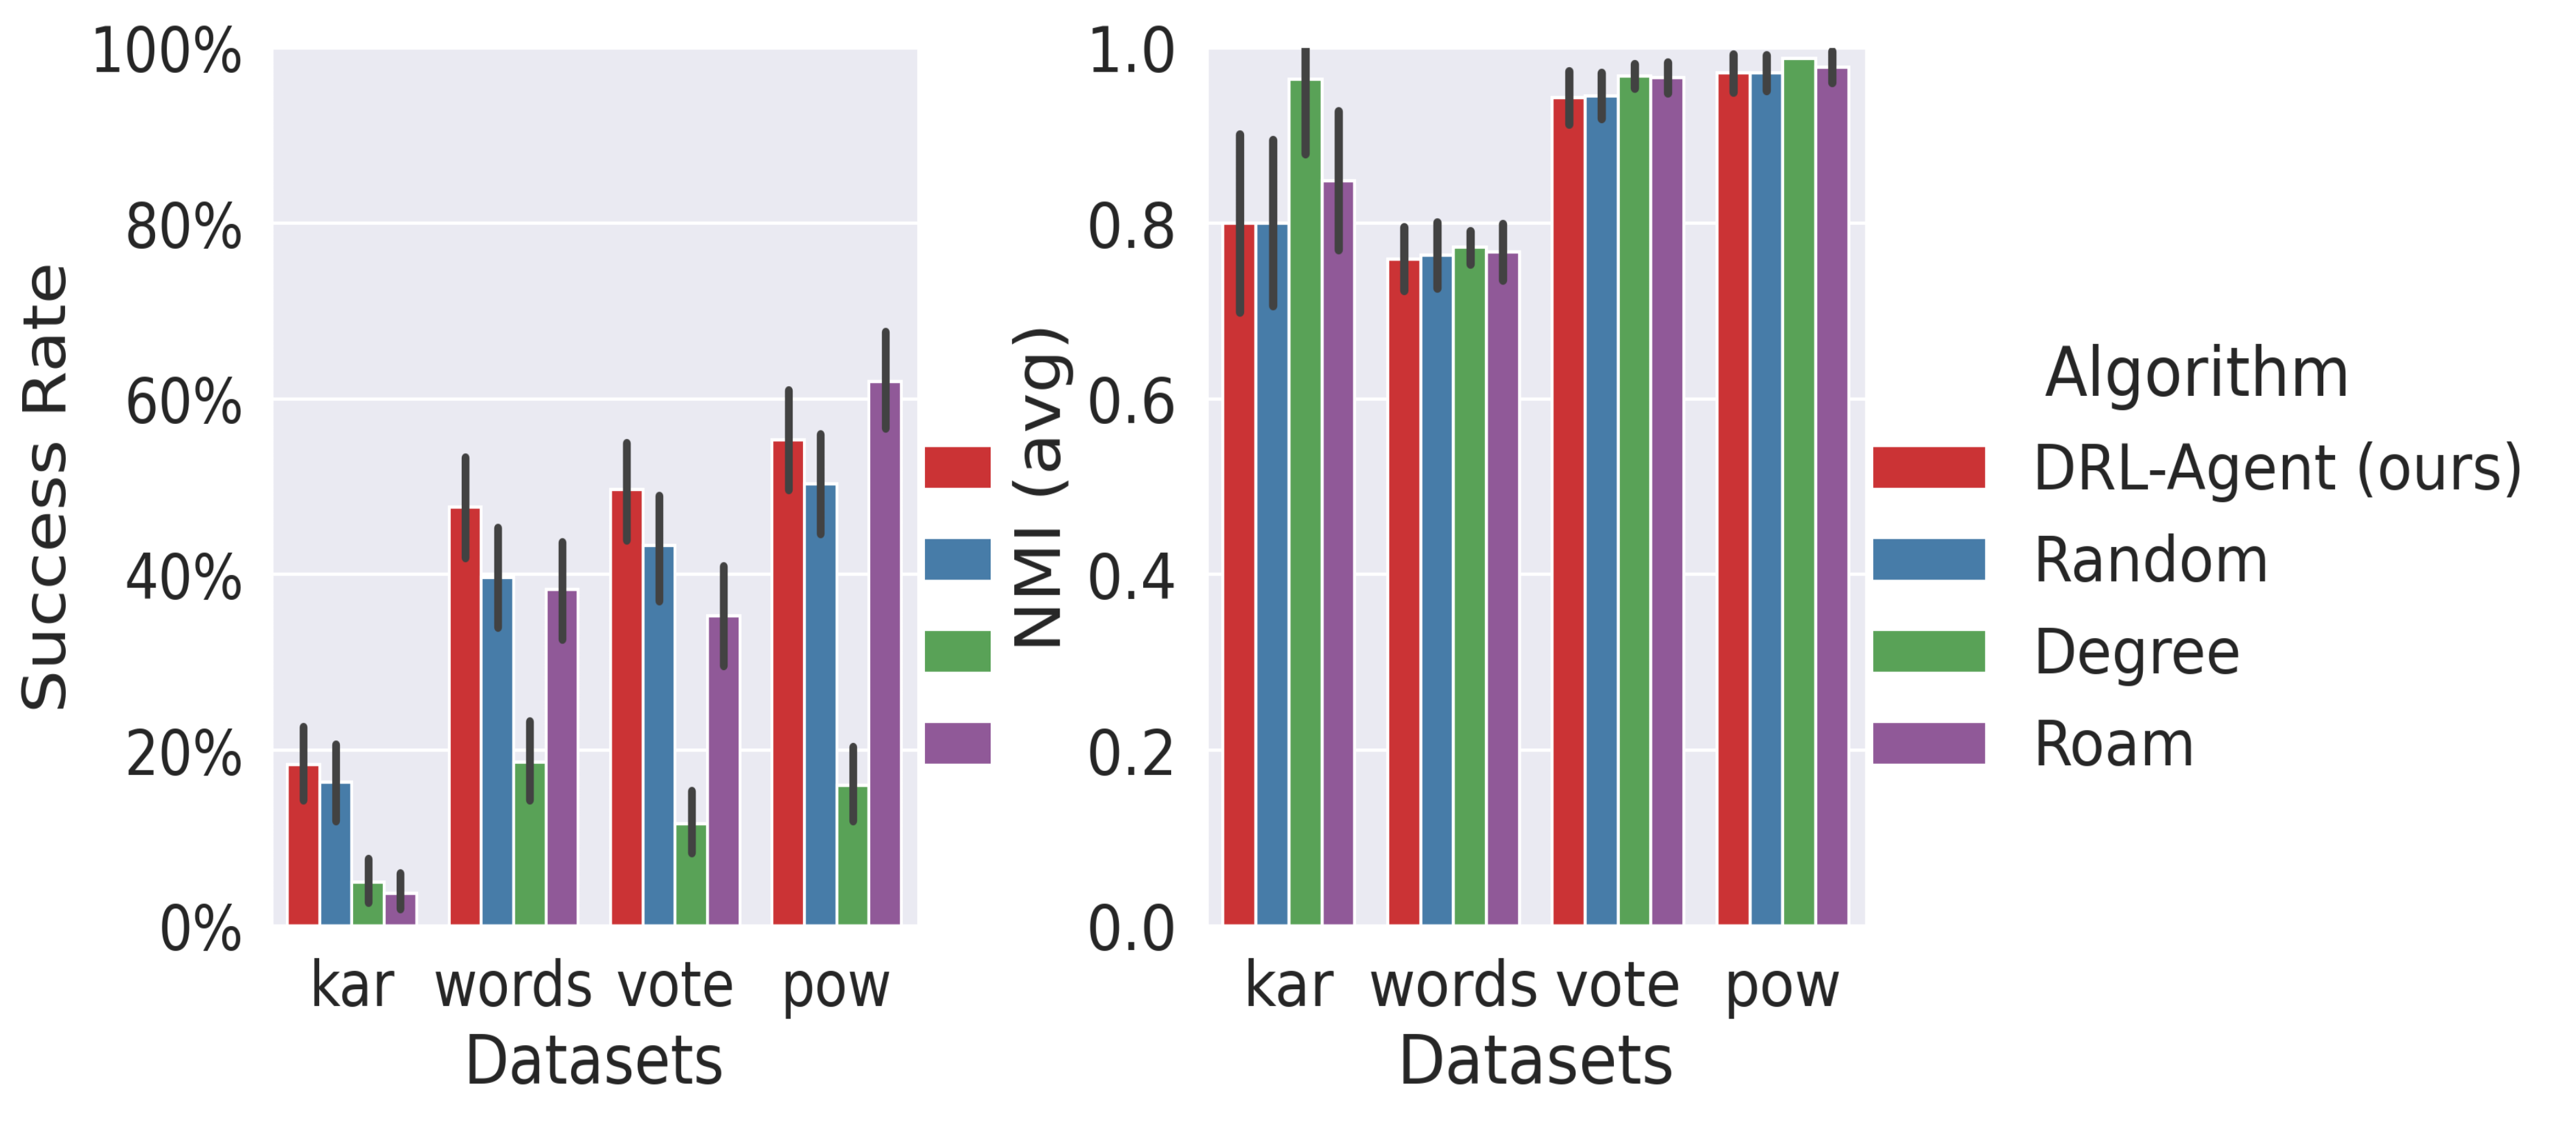 Success Rate
100%
80%
60%
40%
20%
0%
kar words vote pow
Datasets
NMI (avg)
1.0
0.8
0.6
0.4
0.2
0.0
kar words vote pow
Datasets
Algorithm
DRL-Agent (ours)
Random
Degree
Roam